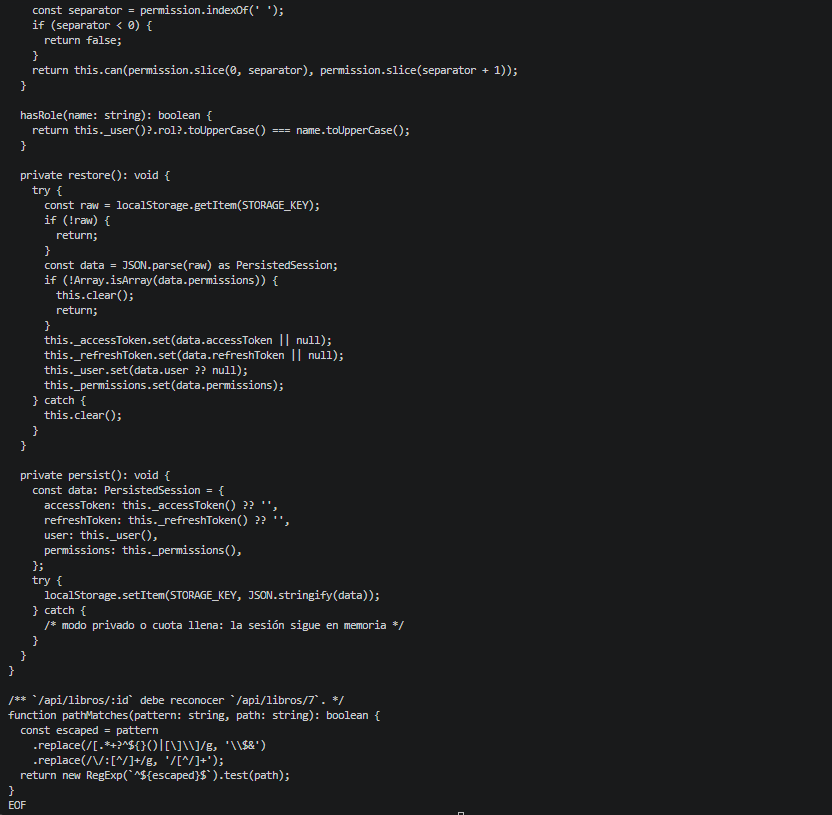 const separator = permission.indexOf(' ');
    if (separator < 0) {
      return false;
    }
    return this.can(permission.slice(0, separator), permission.slice(separator + 1));
  }

  hasRole(name: string): boolean {
    return this._user()?.rol?.toUpperCase() === name.toUpperCase();
  }

  private restore(): void {
    try {
      const raw = localStorage.getItem(STORAGE_KEY);
      if (!raw) {
        return;
      }
      const data = JSON.parse(raw) as PersistedSession;
      if (!Array.isArray(data.permissions)) {
        this.clear();
        return;
      }
      this._accessToken.set(data.accessToken || null);
      this._refreshToken.set(data.refreshToken || null);
      this._user.set(data.user ?? null);
      this._permissions.set(data.permissions);
    } catch {
      this.clear();
    }
  }

  private persist(): void {
    const data: PersistedSession = {
      accessToken: this._accessToken() ?? '',
      refreshToken: this._refreshToken() ?? '',
      user: this._user(),
      permissions: this._permissions(),
    };
    try {
      localStorage.setItem(STORAGE_KEY, JSON.stringify(data));
    } catch {
      /* modo privado o cuota llena: la sesión sigue en memoria */
    }
  }
}

/** `/api/libros/:id` debe reconocer `/api/libros/7`. */
function pathMatches(pattern: string, path: string): boolean {
  const escaped = pattern
    .replace(/[.*+?^${}()|[\]\\]/g, '\\$&')
    .replace(/\/:[^/]+/g, '/[^/]+');
  return new RegExp(`^${escaped}$`).test(path);
}
EOF